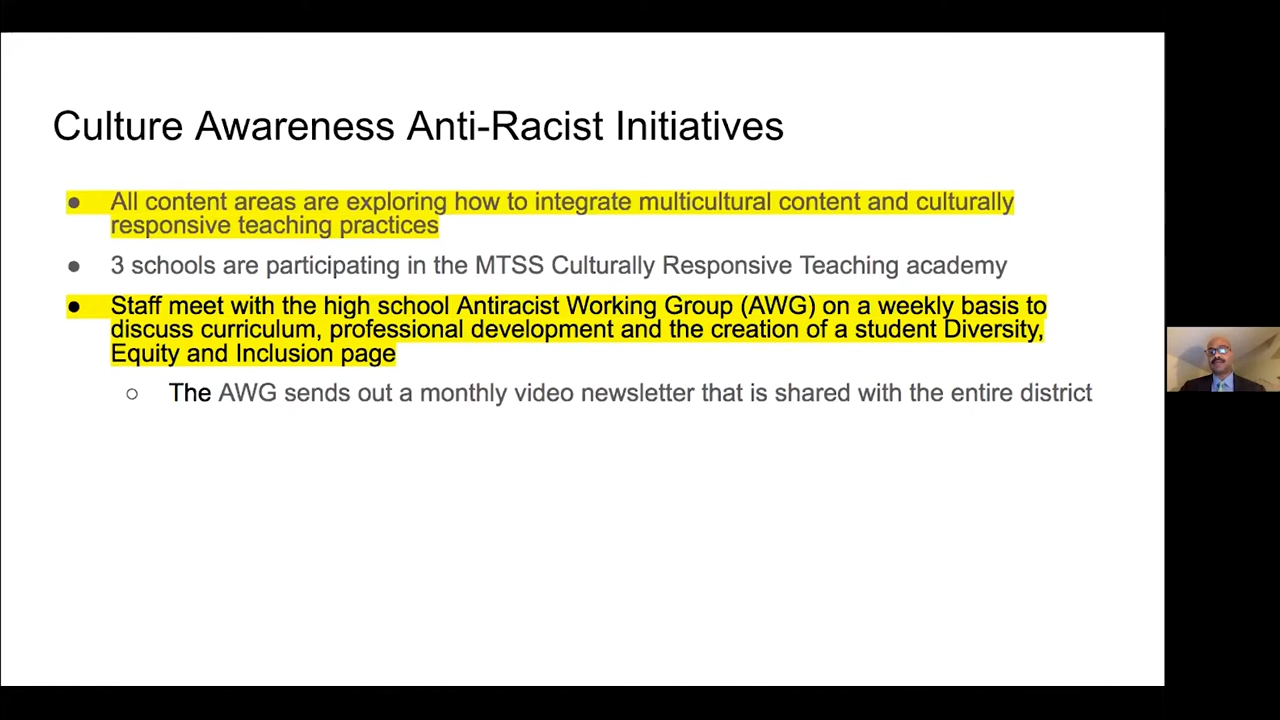 Culture Awareness Anti-Racist Initiatives
● All content areas are exploring how to integrate multicultural content and culturally
responsive teaching practices
● 3 schools are participating in the MTSS Culturally Responsive Teaching academy
● Staff meet with the high school Antiracist Working Group (AWG) on a weekly basis to
discuss curriculum, professional development and the creation of a student Diversity,
Equity and Inclusion page
○ The AWG sends out a monthly video newsletter that is shared with the entire district